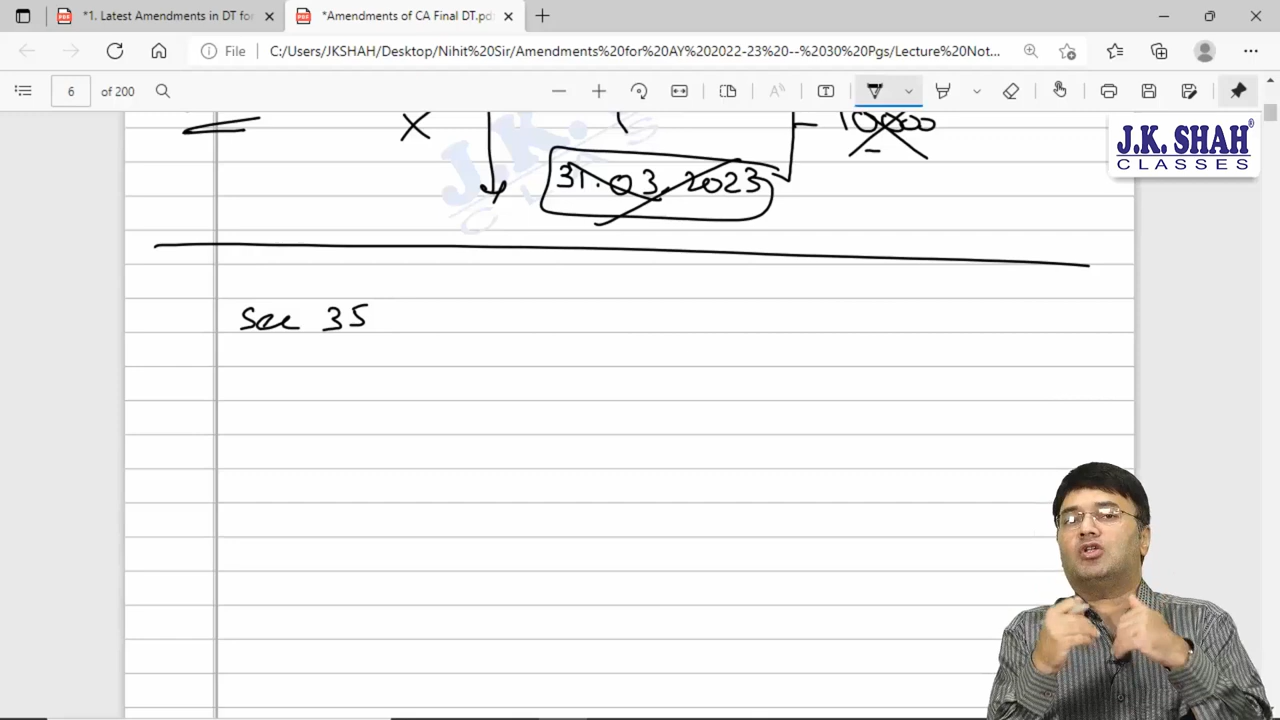 *1. Latest Amendments in DT for
*Amendments of CA Final DT.pd
File
C:/Users/JKSHAH/Desktop/Nihit%20Sir/Amendments%20for%20AY%202022-23%20--%2030%20Pgs/Lecture%20Not...
6 of 200
J.K. SHAH®
CLASSES
X
10,000
31.03.2023
Sec 35